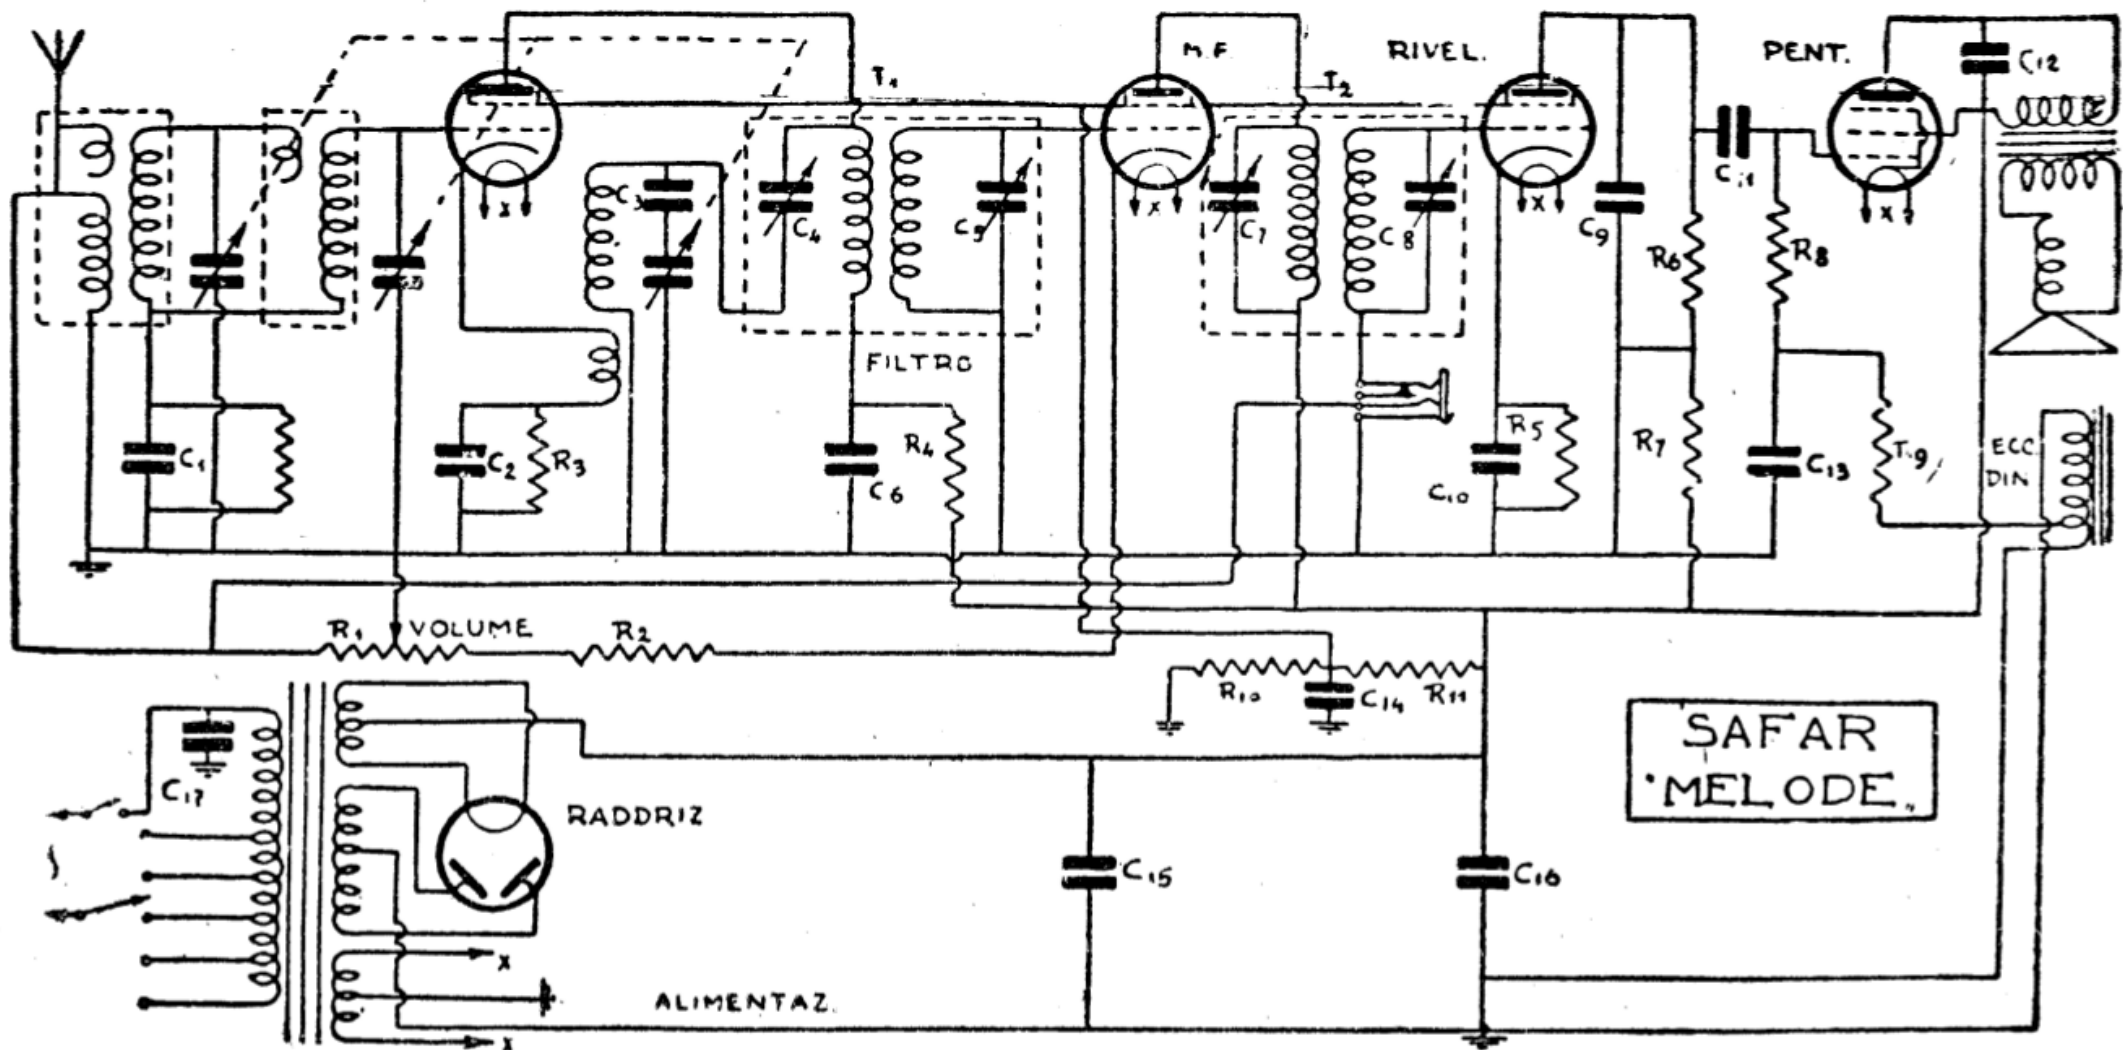 M.F.
RIVEL.
PENT.
C12
T1
T2
C3
C4
C5
C7
C8
C9
C11
R6
R8
FILTRO
C1
C2
R3
C6
R4
R5
C10
R7
C13
T.9
ECC.
DIN
R1
VOLUME
R2
R10
C14
R11
SAFAR
"MELODE"
C17
RADDRIZ
C15
C16
ALIMENTAZ.
X
X
X
X
X
X